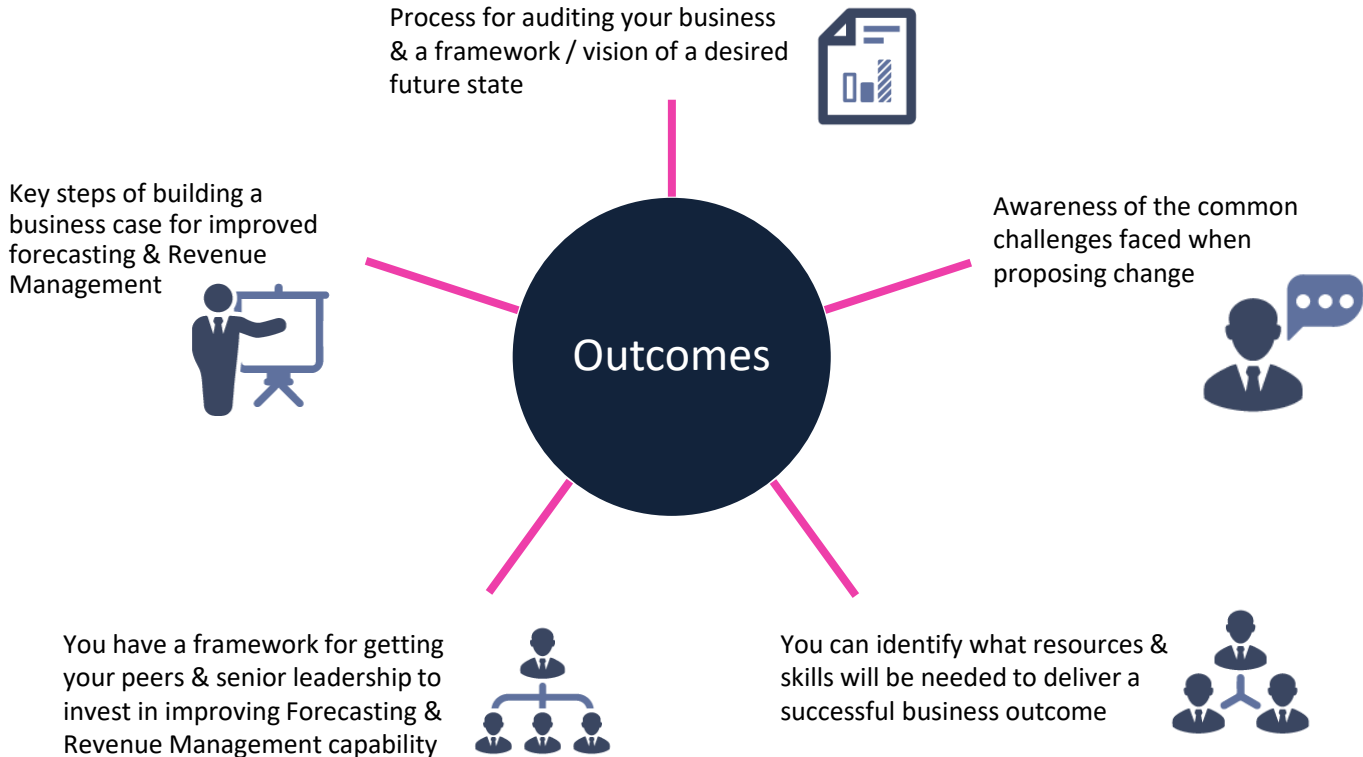 Process for auditing your business
& a framework / vision of a desired
future state
Key steps of building a
business case for improved
forecasting & Revenue
Management
Awareness of the common
challenges faced when
proposing change
Outcomes
You have a framework for getting
your peers & senior leadership to
invest in improving Forecasting &
Revenue Management capability
You can identify what resources &
skills will be needed to deliver a
successful business outcome